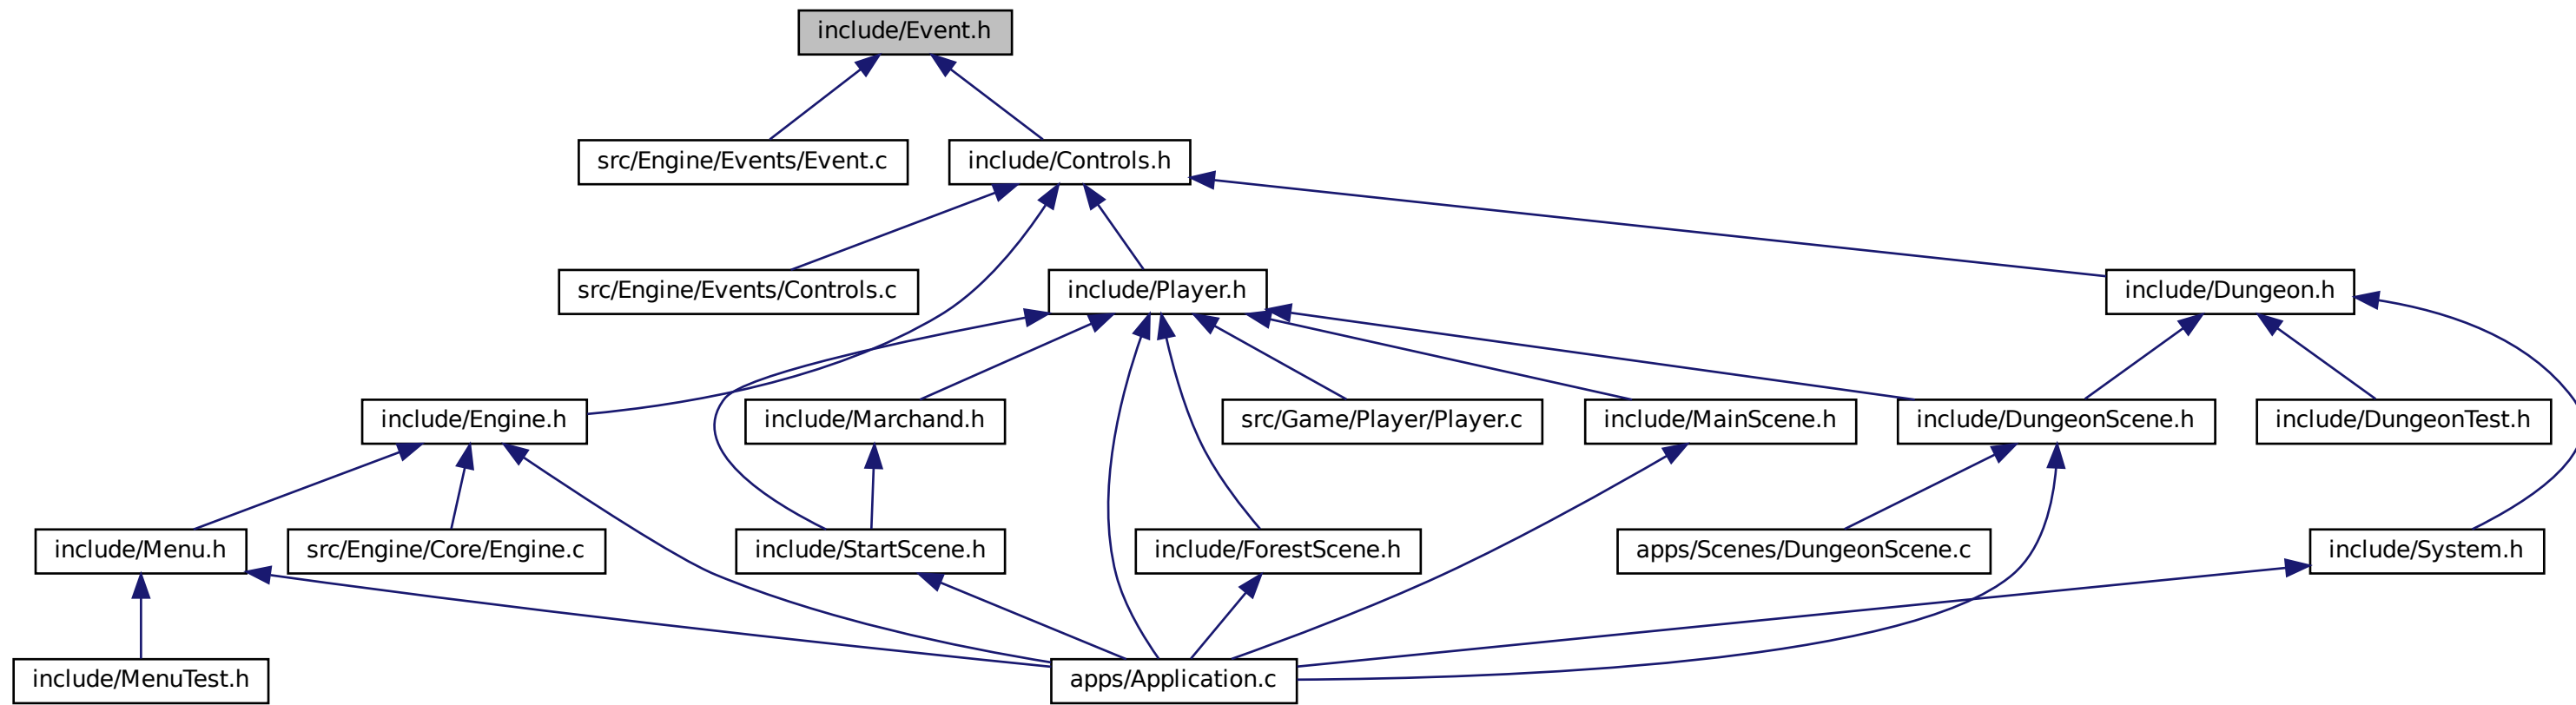 include/Event.h
src/Engine/Events/Event.c
include/Controls.h
src/Engine/Events/Controls.c
include/Player.h
include/Dungeon.h
include/Engine.h
include/Marchand.h
src/Game/Player/Player.c
include/MainScene.h
include/DungeonScene.h
include/DungeonTest.h
include/Menu.h
src/Engine/Core/Engine.c
include/StartScene.h
include/ForestScene.h
apps/Scenes/DungeonScene.c
include/System.h
include/MenuTest.h
apps/Application.c